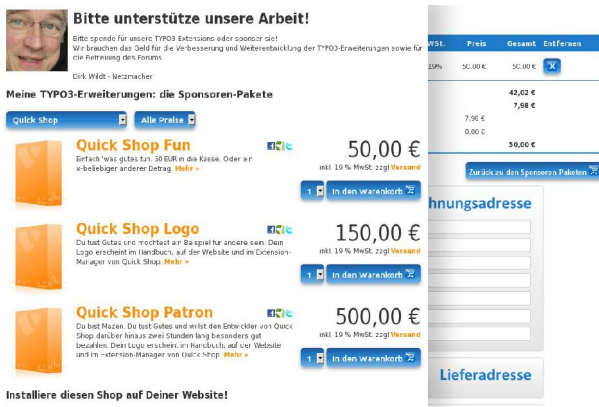 Bitte unterstütze unsere Arbeit!
Bitte spende für unsere TYPO3 Extensions oder sponser sie!
Wir brauchen das Geld für die Verbesserung und Weiterentwicklung der TYPO3-Erweiterungen sowie für
die Betreuung des Forums
Dirk Wildt - Netzmacher
Meine TYPO3-Erweiterungen: die Sponsoren-Pakete
Quick Shop
Alle Preise
Quick Shop Fun
50,00 €
Einfach 'was gutes tun. 50 EUR in die Kasse. Oder ein
x-beliebiger anderer Betrag. Mehr »
inkl. 19 % MwSt. zzgl Versand
1
In den Warenkorb
Quick Shop Logo
150,00 €
Du tust Gutes und möchtest ein Beispiel für andere sein. Dein
Logo erscheint im Handbuch, auf der Website und im Extension-
Manager von Quick Shop. Mehr »
inkl. 19 % MwSt. zzgl Versand
1
In den Warenkorb
Quick Shop Patron
500,00 €
Du bist Mäzen. Du tust Gutes und willst den Entwickler von Quick
Shop darüber hinaus zwei Stunden lang besonders gut
bezahlen. Dein Logo erscheint im Handbuch, auf der Website
und im Extension-Manager von Quick Shop. Mehr »
inkl. 19 % MwSt. zzgl Versand
1
In den Warenkorb
Installiere diesen Shop auf Deiner Website!
WSt. Preis Gesamt Entfernen
19% 50,00 € 50,00 € X
42,02 €
7,98 €
7,98 €
0,00 €
50,00 €
Zurück zu den Sponsoren Paketen
hnungsadresse
Lieferadresse